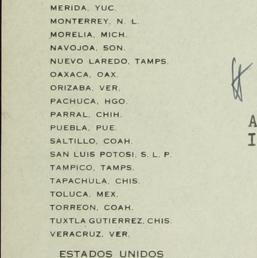 MERIDA, YUC.
MONTERREY, N. L.
MORELIA, MICH.
NAVOJOA, SON.
NUEVO LAREDO, TAMPS.
OAXACA, OAX.
ORIZABA, VER.
PACHUCA, HGO.
PARRAL, CHIH.
PUEBLA, PUE.
SALTILLO, COAH.
SAN LUIS POTOSI, S. L. P.
TAMPICO, TAMPS.
TAPACHULA, CHIS.
TOLUCA, MEX.
TORREON, COAH.
TUXTLA GUTIERREZ, CHIS.
VERACRUZ, VER.
ESTADOS UNIDOS
A
I